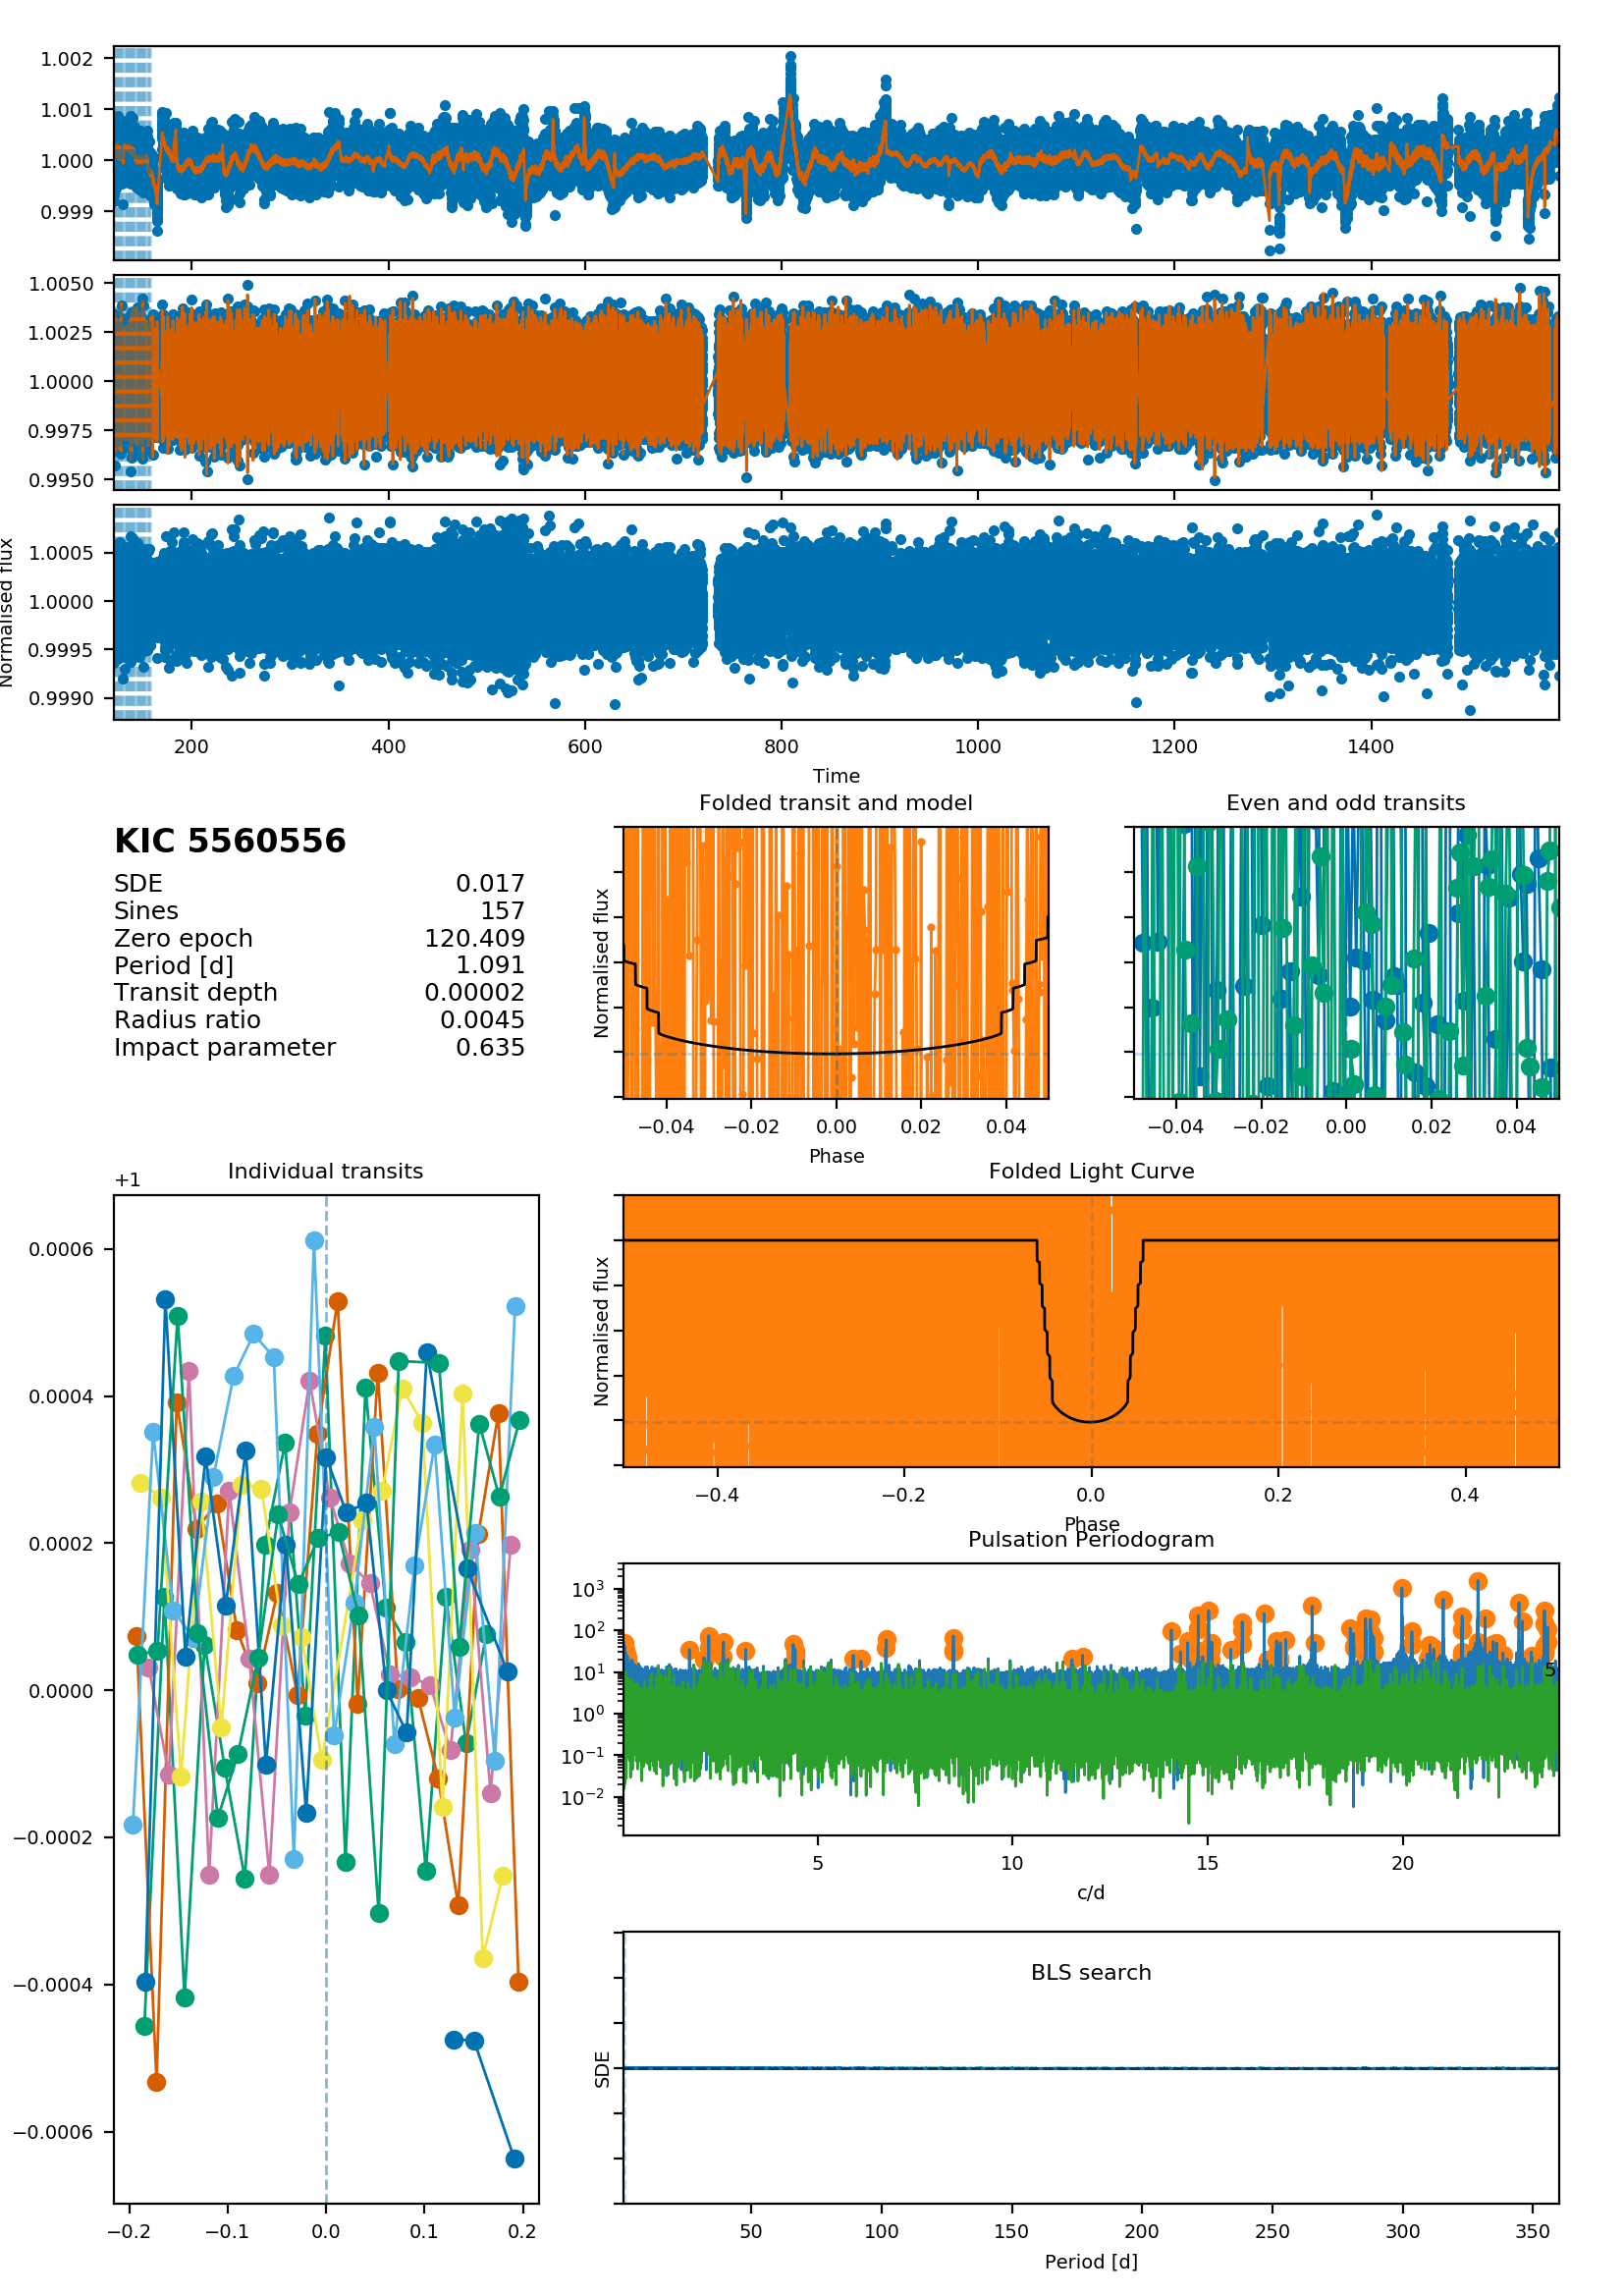 1.002
1.001
1.000
0.999
1.0050
1.0025
1.0000
0.9975
0.9950
Normalised flux
1.0005
1.0000
0.9995
0.9990
200 400 600 800 1000 1200 1400
Time
KIC 5560556
SDE 0.017
Sines 157
Zero epoch 120.409
Period [d] 1.091
Transit depth 0.00002
Radius ratio 0.0045
Impact parameter 0.635
Folded transit and model
Normalised flux
−0.04 −0.02 0.00 0.02 0.04
Phase
Even and odd transits
−0.04 −0.02 0.00 0.02 0.04
Individual transits
+1
0.0006
0.0004
0.0002
0.0000
−0.0002
−0.0004
−0.0006
−0.2 −0.1 0.0 0.1 0.2
Folded Light Curve
Normalised flux
−0.4 −0.2 0.0 0.2 0.4
Phase
Pulsation Periodogram
10³
10²
10¹
10⁰
10⁻¹
10⁻²
5
5 10 15 20
c/d
BLS search
SDE
50 100 150 200 250 300 350
Period [d]